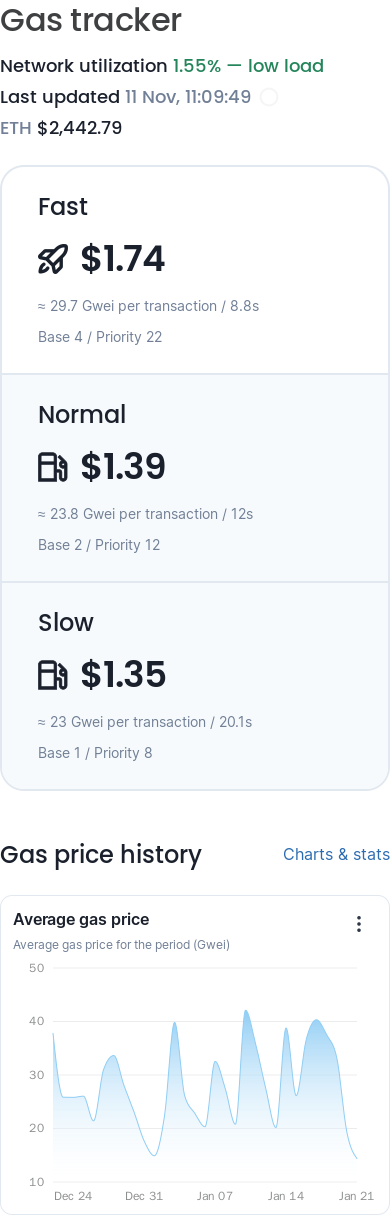 Gas tracker
Network utilization 1.55% — low load
Last updated 11 Nov, 11:09:49
ETH $2,442.79
Fast
$1.74
≈ 29.7 Gwei per transaction / 8.8s
Base 4 / Priority 22
Normal
$1.39
≈ 23.8 Gwei per transaction / 12s
Base 2 / Priority 12
Slow
$1.35
≈ 23 Gwei per transaction / 20.1s
Base 1 / Priority 8
Gas price history Charts & stats
Average gas price
Average gas price for the period (Gwei)
50
40
30
20
10
Dec 24 Dec 31 Jan 07 Jan 14 Jan 21